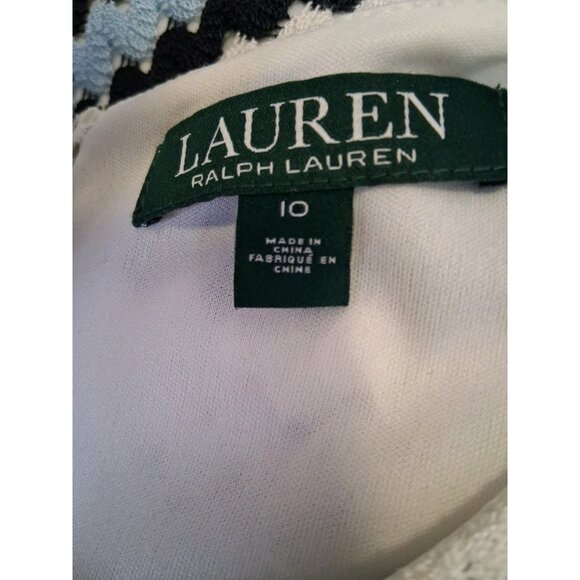 LAUREN
RALPH LAUREN
10
MADE IN
CHINA
FABRIQUÉ EN
CHINE